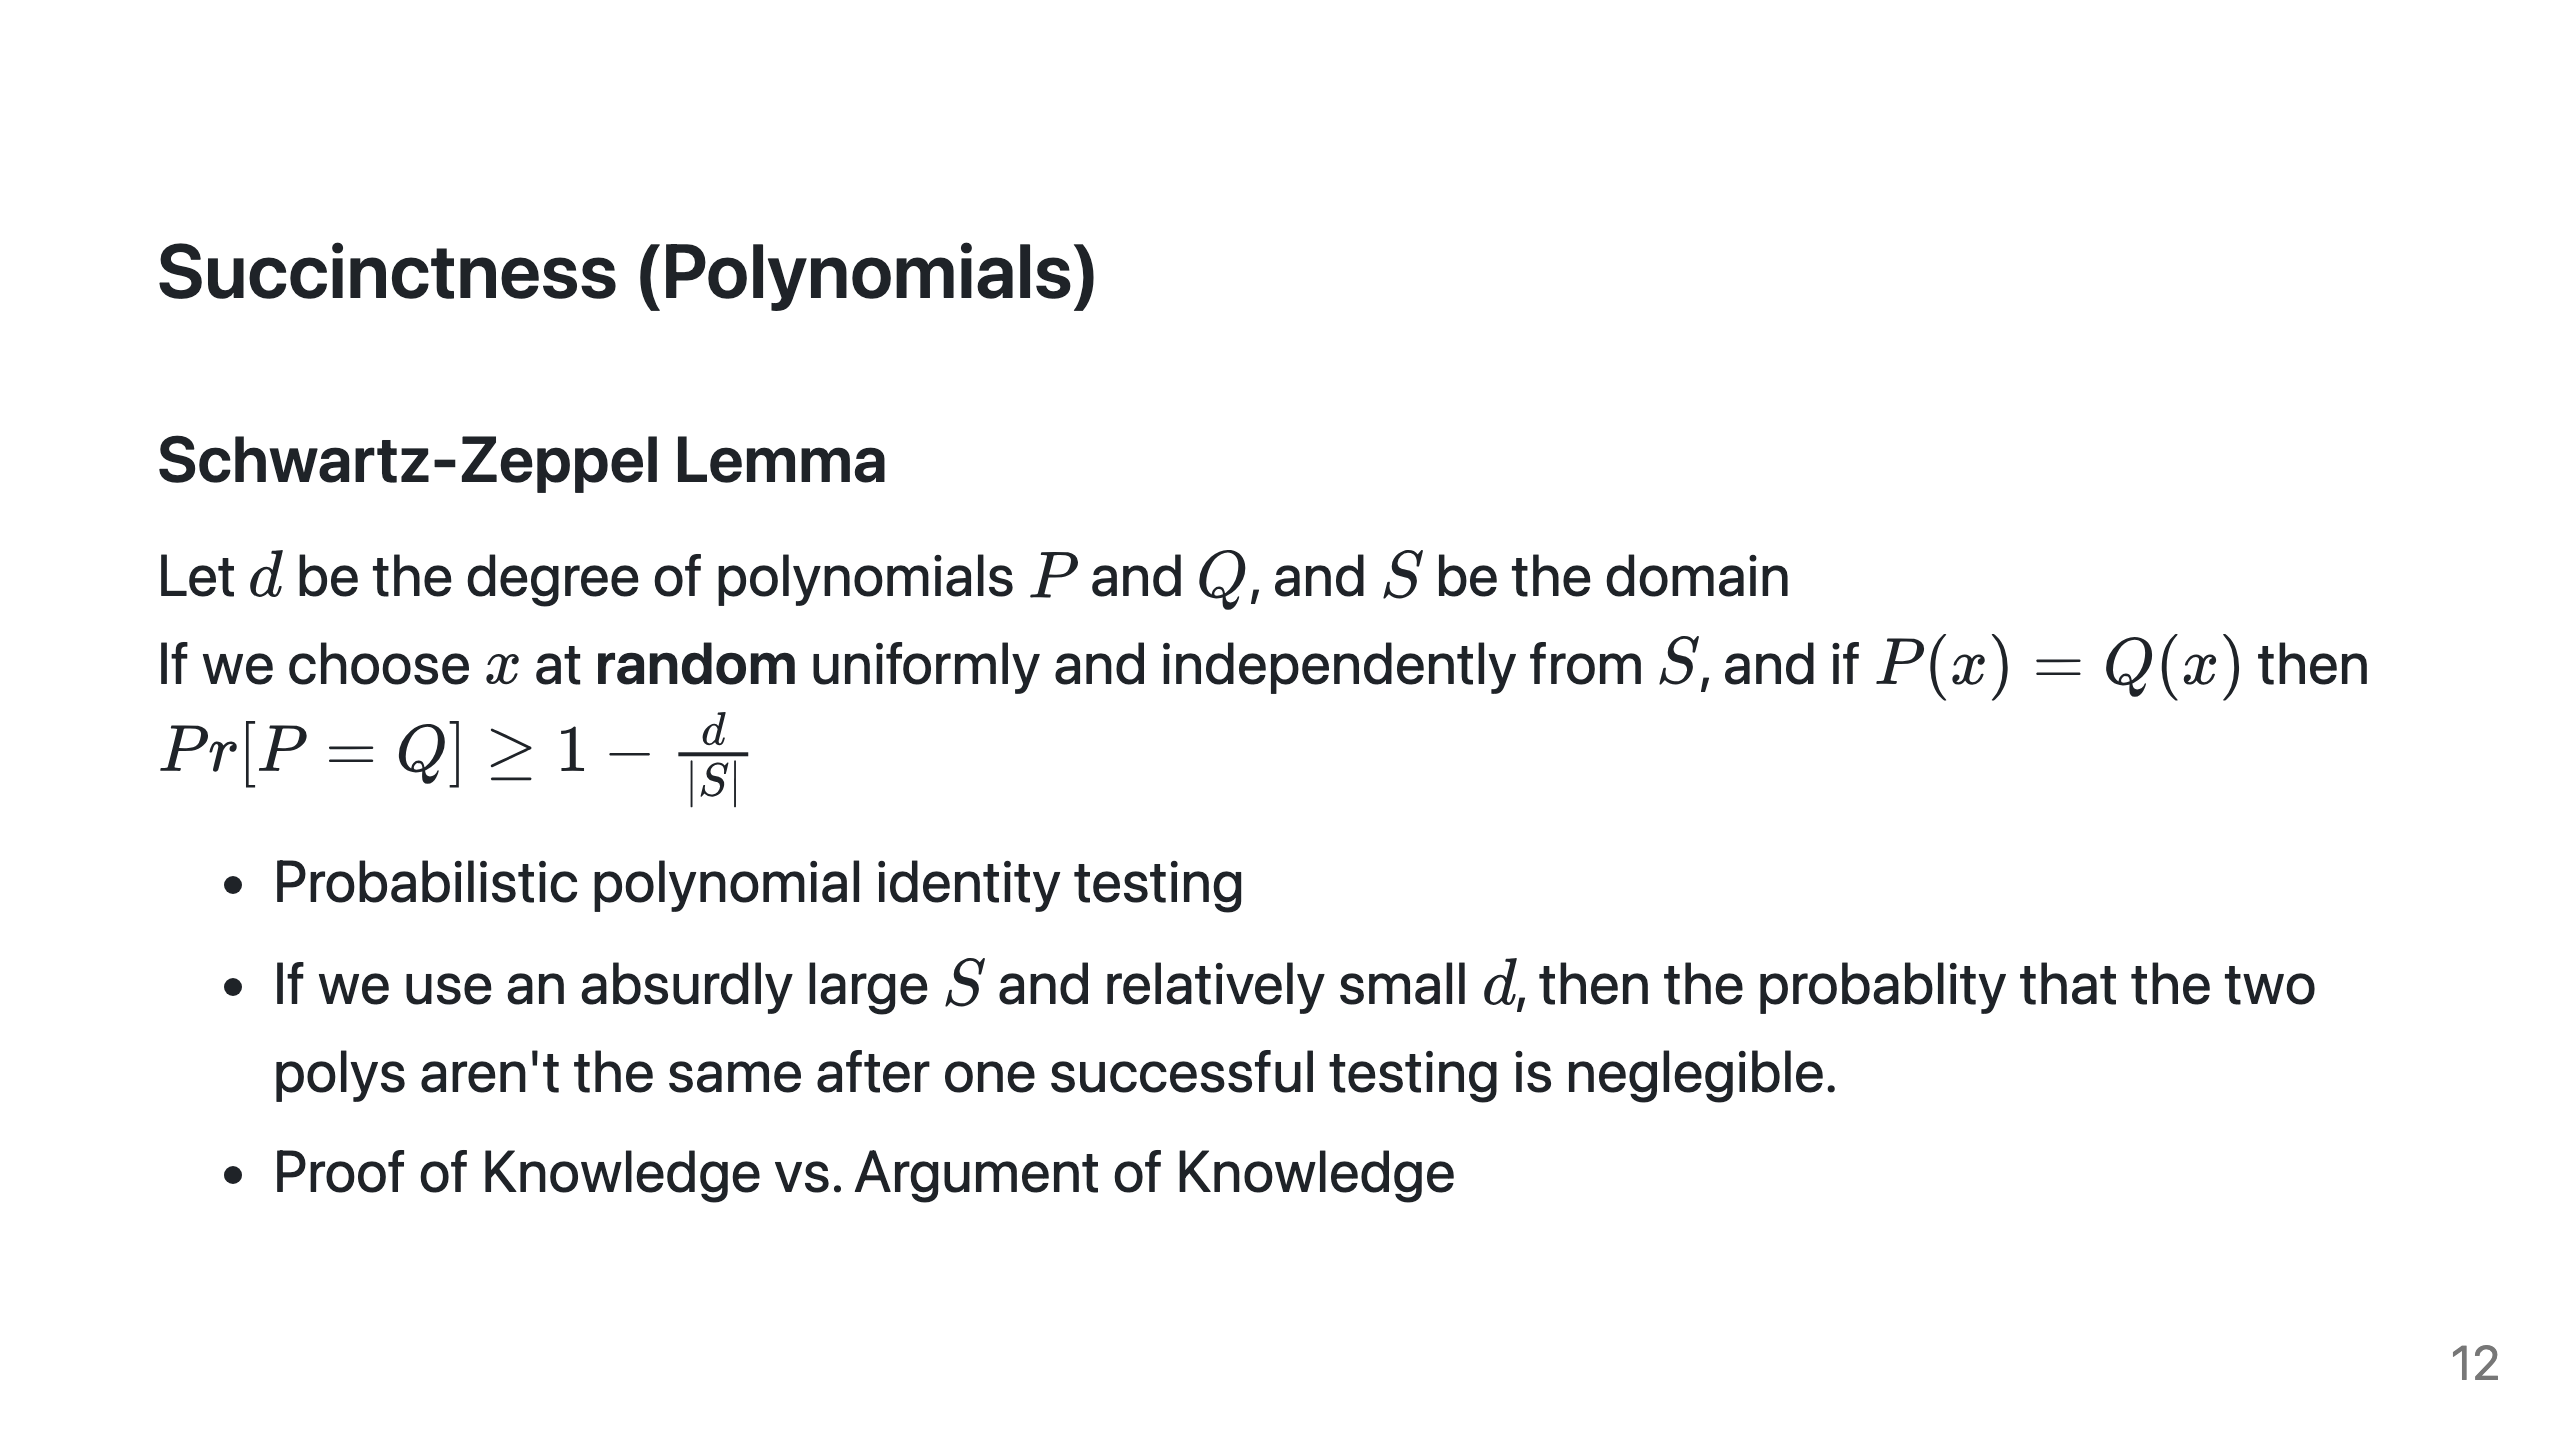 Succinctness (Polynomials)
Schwartz-Zeppel Lemma
Let d be the degree of polynomials P and Q, and S be the domain
If we choose x at random uniformly and independently from S, and if P(x) = Q(x) then
Pr[P = Q] ≥ 1 − d/|S|
• Probabilistic polynomial identity testing
• If we use an absurdly large S and relatively small d, then the probablity that the two
polys aren't the same after one successful testing is neglegible.
• Proof of Knowledge vs. Argument of Knowledge
12